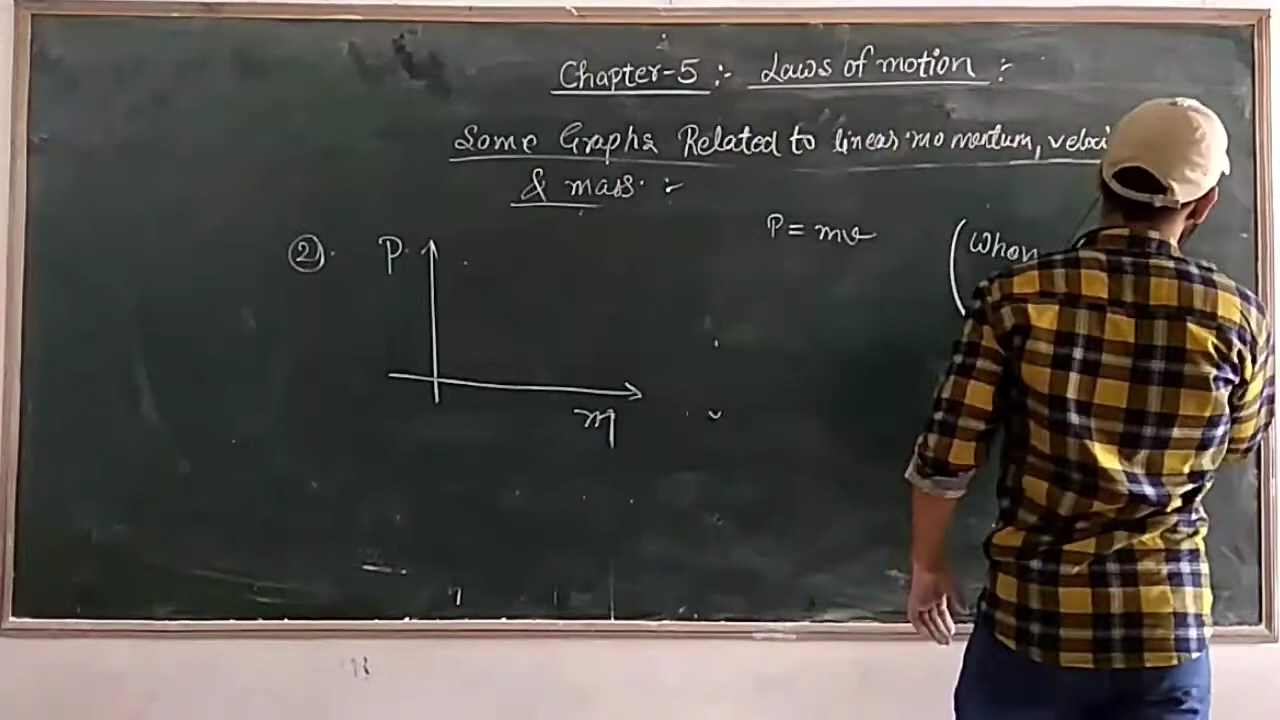 Chapter-5 :- Laws of motion :-
Some Graphs Related to linear momentum, veloci
& mass :-
2). P P = mv (When
m